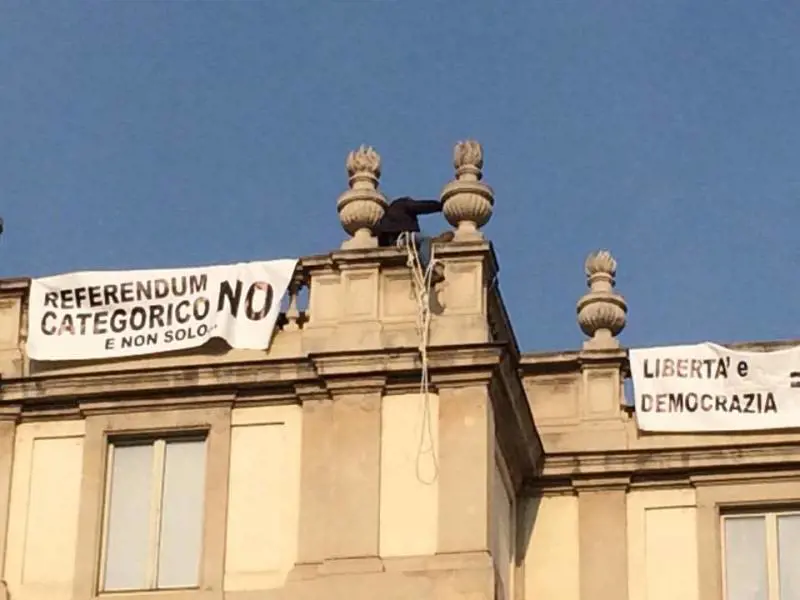 REFERENDUM
CATEGORICO NO
E NON SOLO..
LIBERTA' e
DEMOCRAZIA =